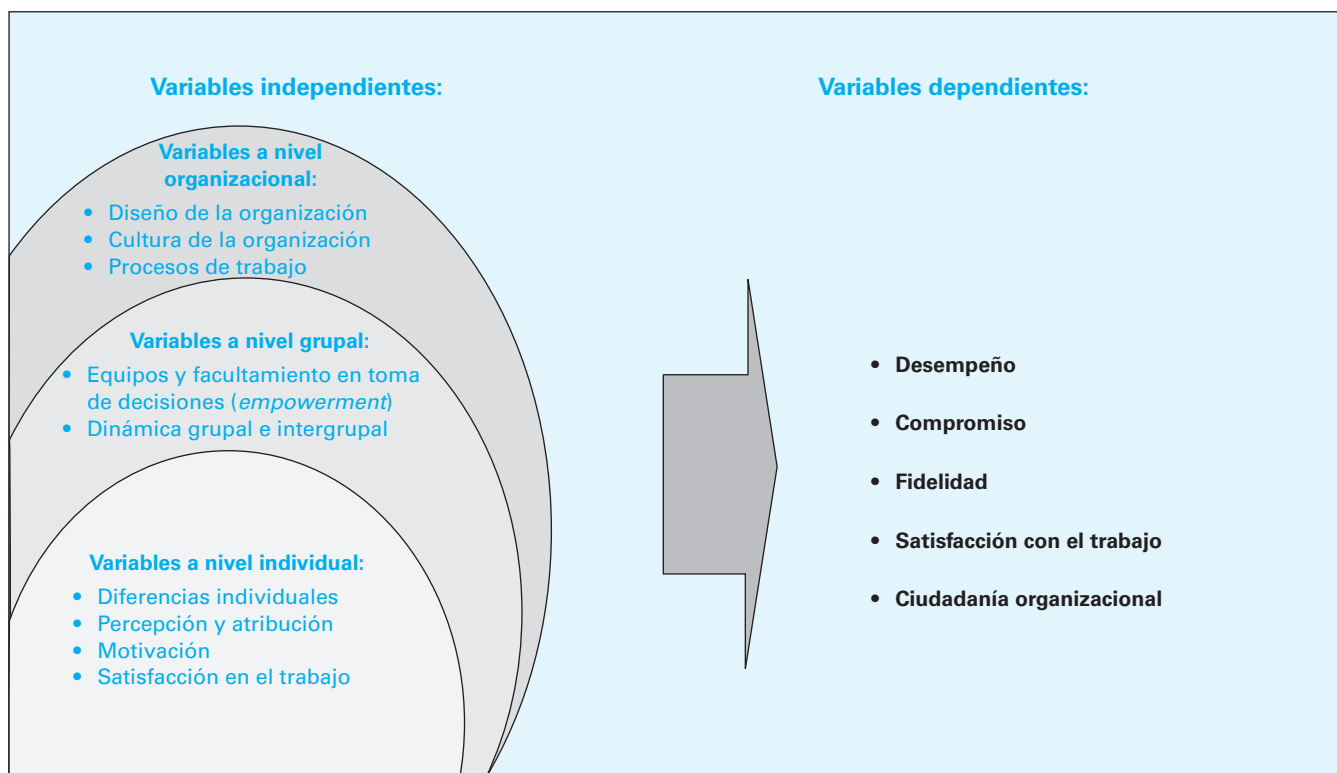 Variables independientes:
Variables a nivel
organizacional:
• Diseño de la organización
• Cultura de la organización
• Procesos de trabajo
Variables a nivel grupal:
• Equipos y facultamiento en toma
de decisiones (empowerment)
• Dinámica grupal e intergrupal
Variables a nivel individual:
• Diferencias individuales
• Percepción y atribución
• Motivación
• Satisfacción en el trabajo
Variables dependientes:
• Desempeño
• Compromiso
• Fidelidad
• Satisfacción con el trabajo
• Ciudadanía organizacional